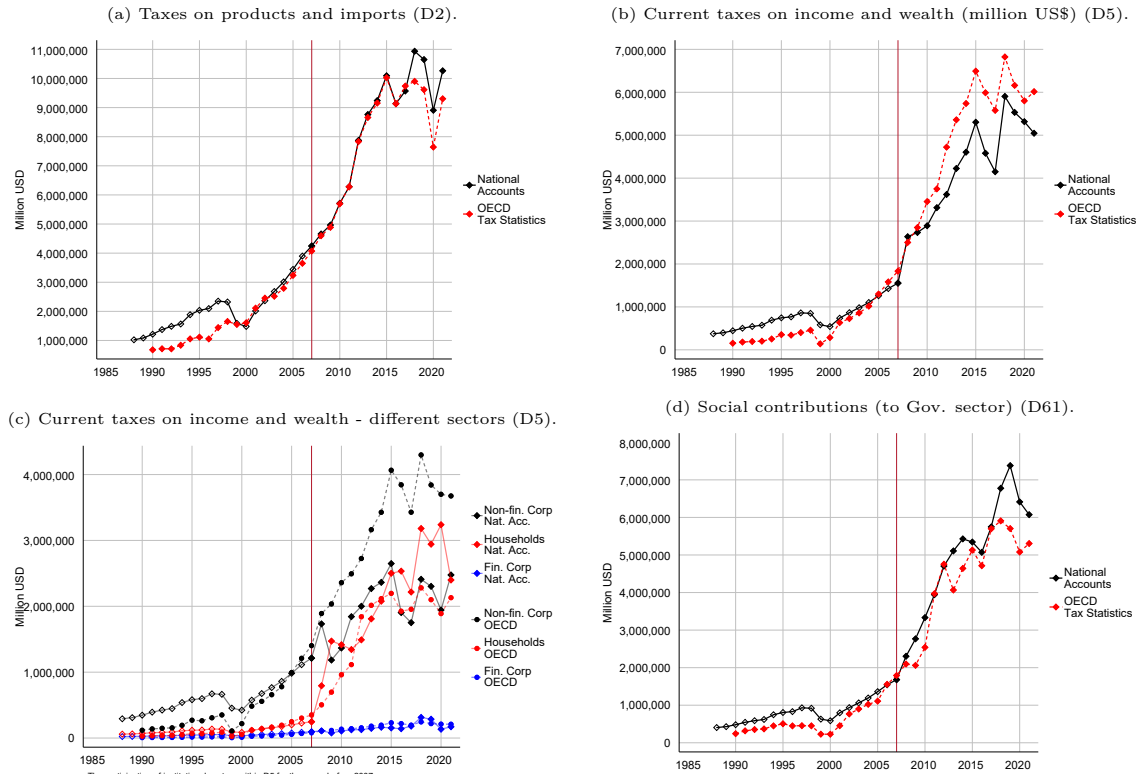 (a) Taxes on products and imports (D2).
11,000,000
10,000,000
9,000,000
8,000,000
7,000,000
6,000,000
5,000,000
4,000,000
3,000,000
2,000,000
1,000,000
Million USD
1985 1990 1995 2000 2005 2010 2015 2020
National
Accounts
OECD
Tax Statistics
(b) Current taxes on income and wealth (million US$) (D5).
7,000,000
6,000,000
5,000,000
4,000,000
3,000,000
2,000,000
1,000,000
0
Million USD
1985 1990 1995 2000 2005 2010 2015 2020
National
Accounts
OECD
Tax Statistics
(c) Current taxes on income and wealth - different sectors (D5).
4,000,000
3,000,000
2,000,000
1,000,000
0
Million USD
1985 1990 1995 2000 2005 2010 2015 2020
Non-fin. Corp
Nat. Acc.
Households
Nat. Acc.
Fin. Corp
Nat. Acc.
Non-fin. Corp
OECD
Households
OECD
Fin. Corp
OECD
(d) Social contributions (to Gov. sector) (D61).
8,000,000
7,000,000
6,000,000
5,000,000
4,000,000
3,000,000
2,000,000
1,000,000
0
Million USD
1985 1990 1995 2000 2005 2010 2015 2020
National
Accounts
OECD
Tax Statistics